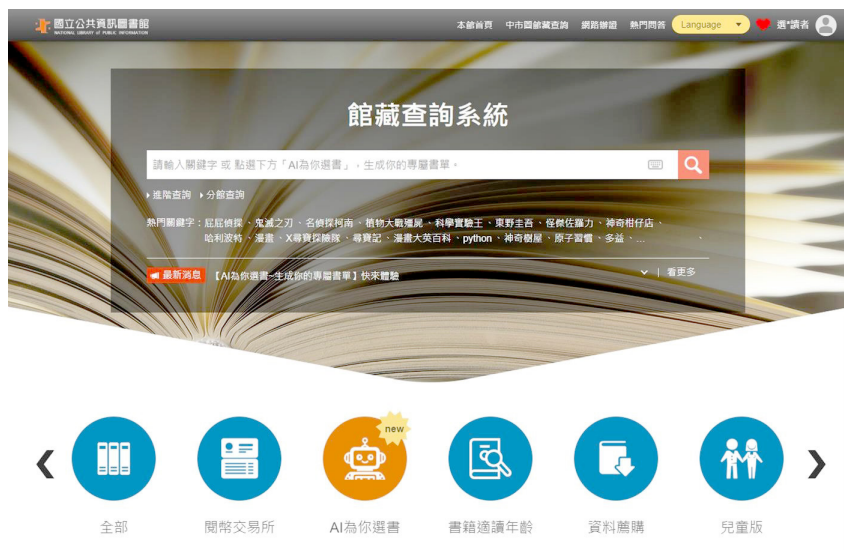 國立公共資訊圖書館
NATIONAL LIBRARY of PUBLIC INFORMATION
本館首頁 中市圖館藏查詢 網路辦證 熱門問答 Language 選*讀者
館藏查詢系統
請輸入關鍵字 或 點選下方「AI為你選書」，生成你的專屬書單。
進階查詢 分館查詢
熱門關鍵字：屁屁偵探、鬼滅之刃、名偵探柯南、植物大戰殭屍、科學實驗王、東野圭吾、怪傑佐羅力、神奇柑仔店、
哈利波特、漫畫、X尋寶探險隊、尋寶記、漫畫大英百科、python、神奇樹屋、原子習慣、多益、... 、
最新消息 【AI為你選書~生成你的專屬書單】快來體驗 | 看更多
new
全部 閱幣交易所 AI為你選書 書籍適讀年齡 資料薦購 兒童版